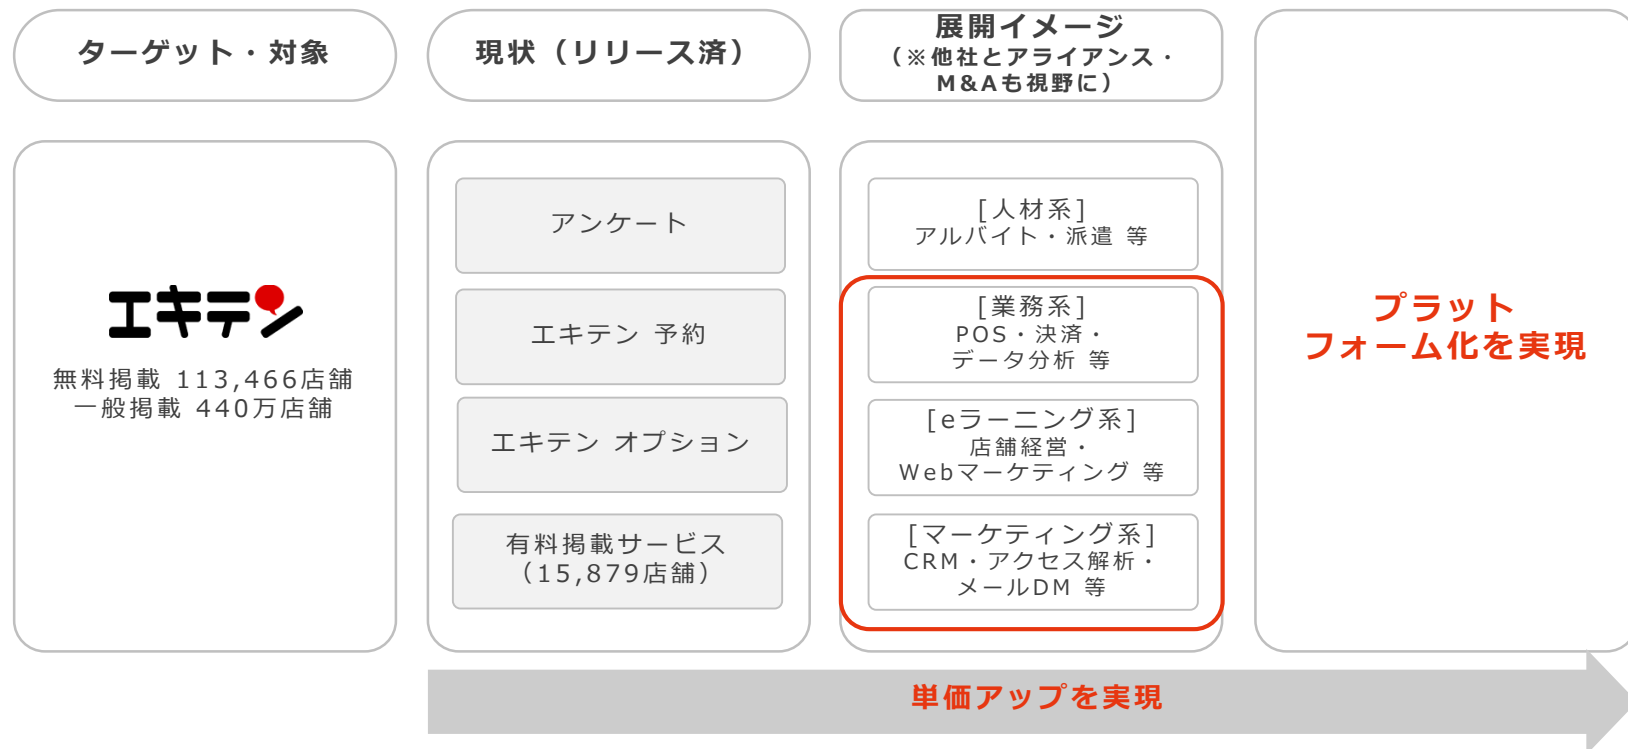 ターゲット・対象
現状（リリース済）
展開イメージ
（※他社とアライアンス・
M&Aも視野に）
エキテン
無料掲載 113,466店舗
一般掲載 440万店舗
アンケート
エキテン 予約
エキテン オプション
有料掲載サービス
（15,879店舗）
[人材系]
アルバイト・派遣 等
[業務系]
POS・決済・
データ分析 等
[eラーニング系]
店舗経営・
Webマーケティング 等
[マーケティング系]
CRM・アクセス解析・
メールDM 等
プラット
フォーム化を実現
単価アップを実現